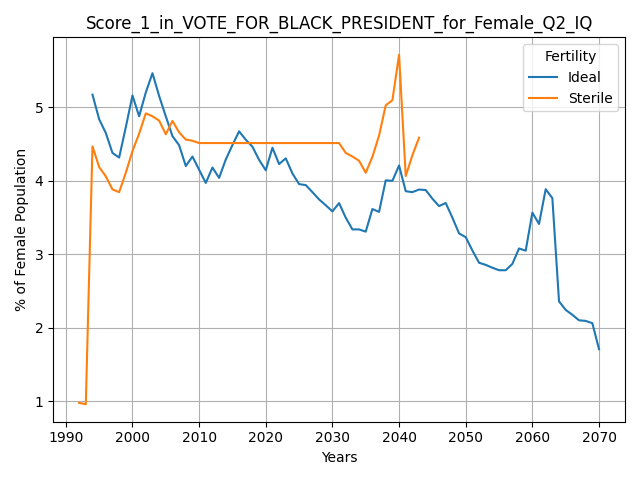 Score_1_in_VOTE_FOR_BLACK_PRESIDENT_for_Female_Q2_IQ
Fertility
Ideal
Sterile
% of Female Population
5
4
3
2
1
1990 2000 2010 2020 2030 2040 2050 2060 2070
Years